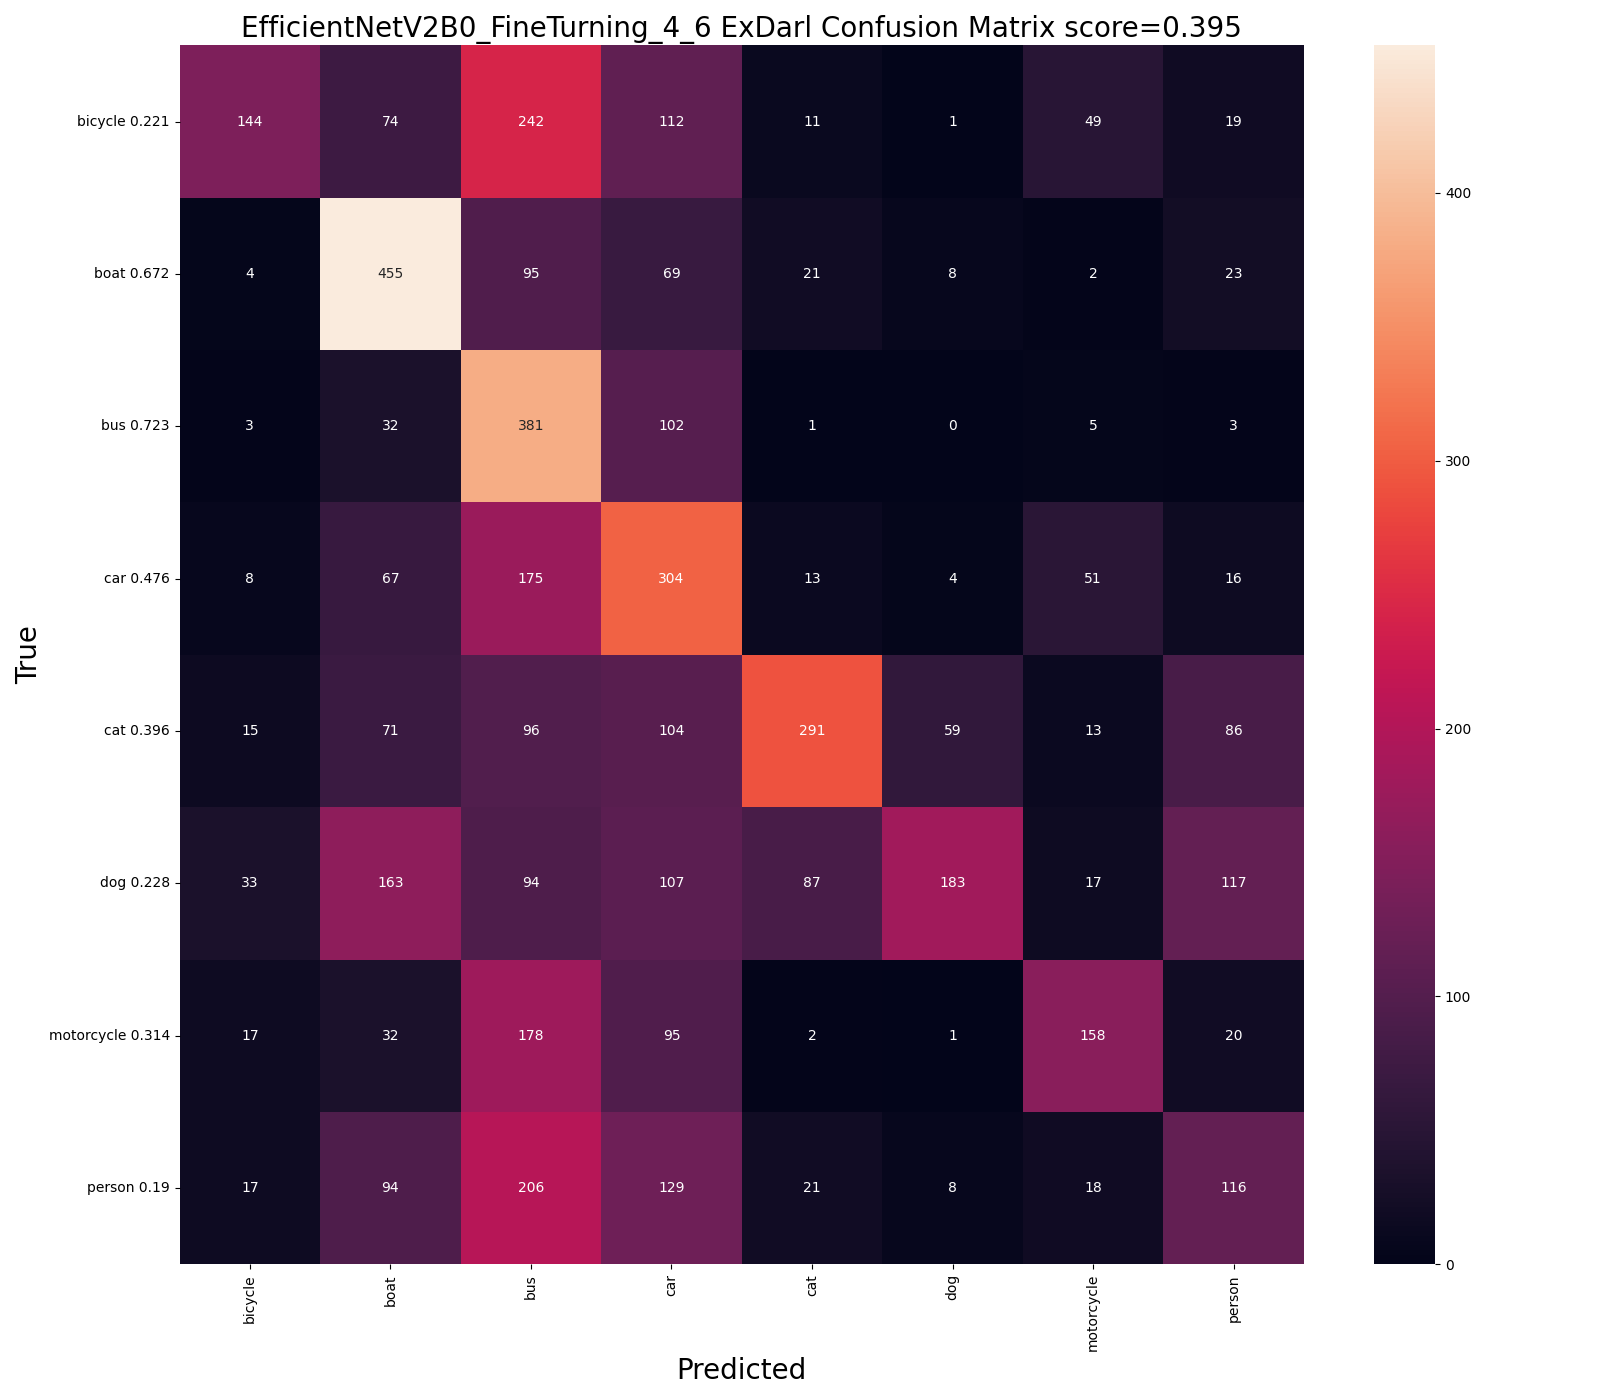 EfficientNetV2B0_FineTurning_4_6 ExDarl Confusion Matrix score=0.395
bicycle 0.221 144 74 242 112 11 1 49 19
boat 0.672 4 455 95 69 21 8 2 23
bus 0.723 3 32 381 102 1 0 5 3
car 0.476 8 67 175 304 13 4 51 16
cat 0.396 15 71 96 104 291 59 13 86
dog 0.228 33 163 94 107 87 183 17 117
motorcycle 0.314 17 32 178 95 2 1 158 20
person 0.19 17 94 206 129 21 8 18 116
bicycle boat bus car cat dog motorcycle person
Predicted
True
400
300
200
100
0